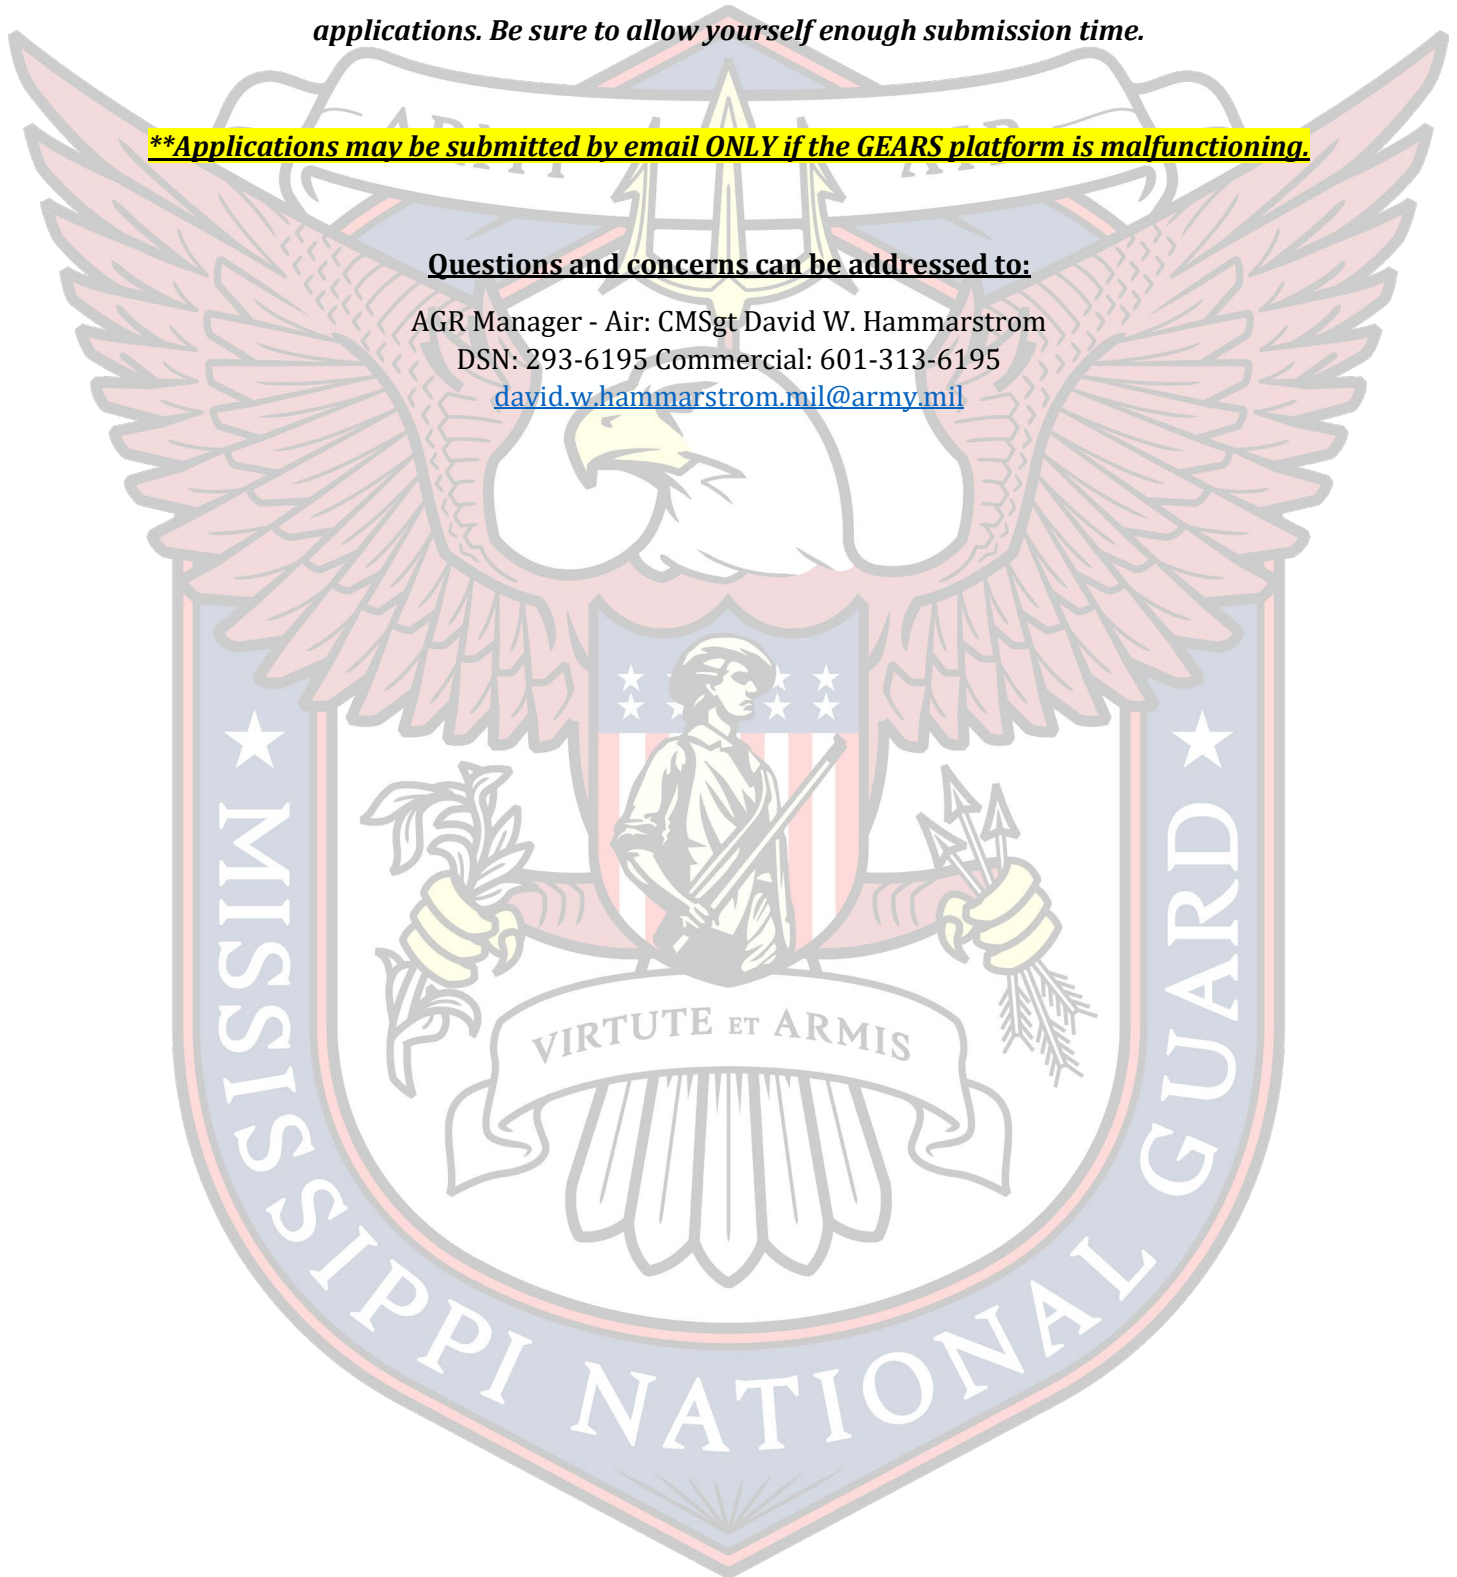 applications. Be sure to allow yourself enough submission time.
**Applications may be submitted by email ONLY if the GEARS platform is malfunctioning.
ARMY AIR
Questions and concerns can be addressed to:
AGR Manager - Air: CMSgt David W. Hammarstrom
DSN: 293-6195 Commercial: 601-313-6195
david.w.hammarstrom.mil@army.mil
VIRTUTE ET ARMIS
MISSISSIPPI NATIONAL GUARD